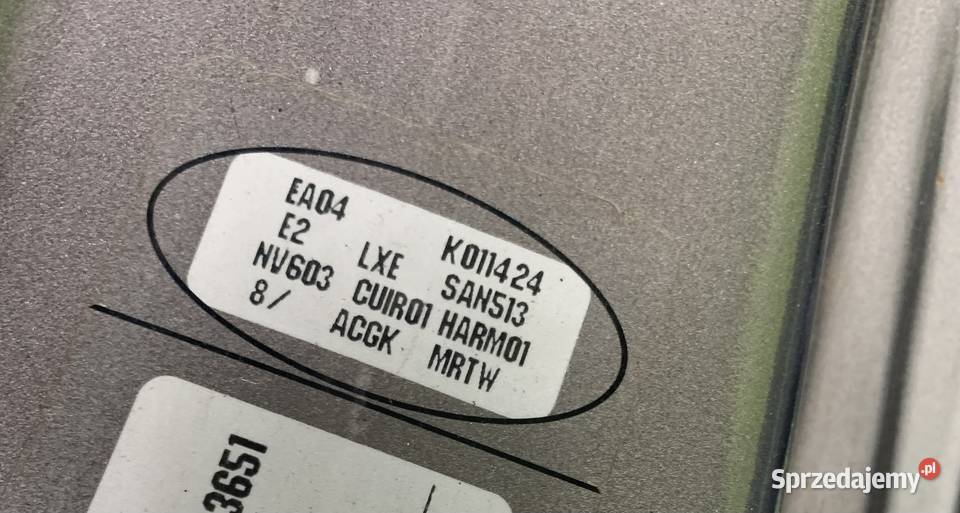 EA04 K011424
E2 LXE SAN513
NV603 CUIR01 HARM01
8/ ACGK MRTW
3651
Sprzedajemy.pl